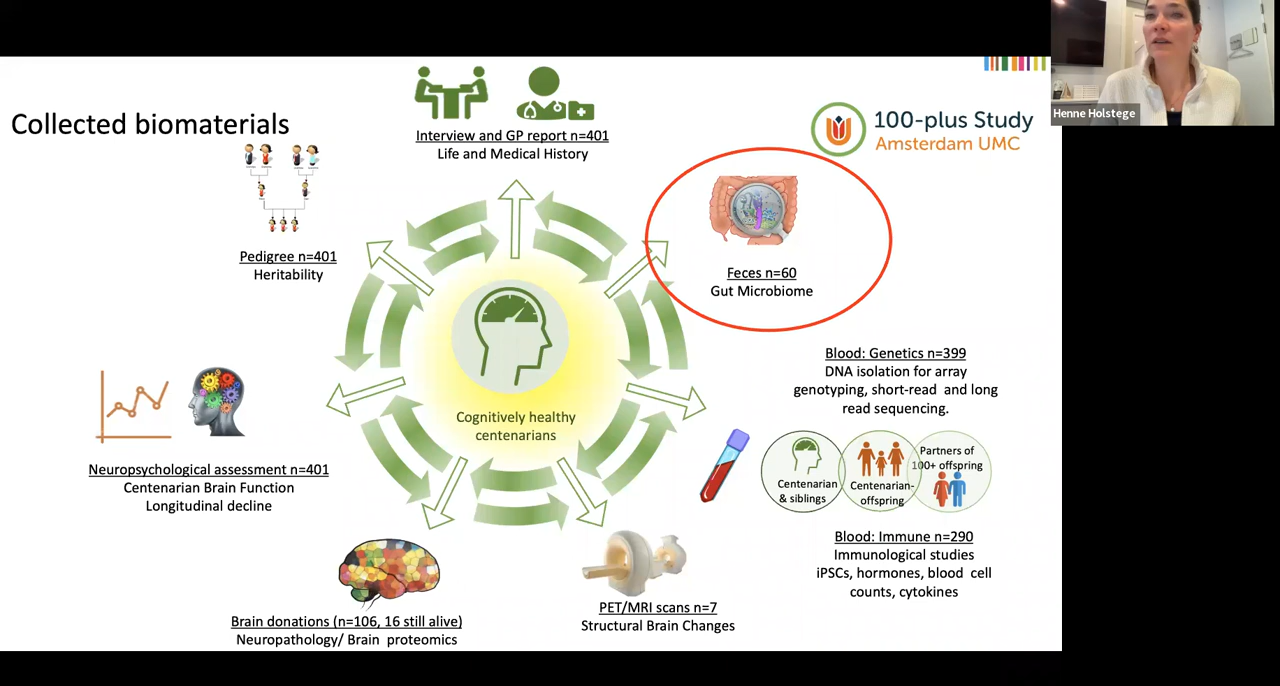 Collected biomaterials
Interview and GP report n=401
Life and Medical History
100-plus Study
Amsterdam UMC
Henne Holstege
Pedigree n=401
Heritability
Feces n=60
Gut Microbiome
Cognitively healthy
centenarians
Blood: Genetics n=399
DNA isolation for array
genotyping, short-read and long
read sequencing.
Neuropsychological assessment n=401
Centenarian Brain Function
Longitudinal decline
Centenarian
& siblings
Centenarian-
offspring
Partners of
100+ offspring
Blood: Immune n=290
Immunological studies
iPSCs, hormones, blood cell
counts, cytokines
Brain donations (n=106, 16 still alive)
Neuropathology/ Brain proteomics
PET/MRI scans n=7
Structural Brain Changes